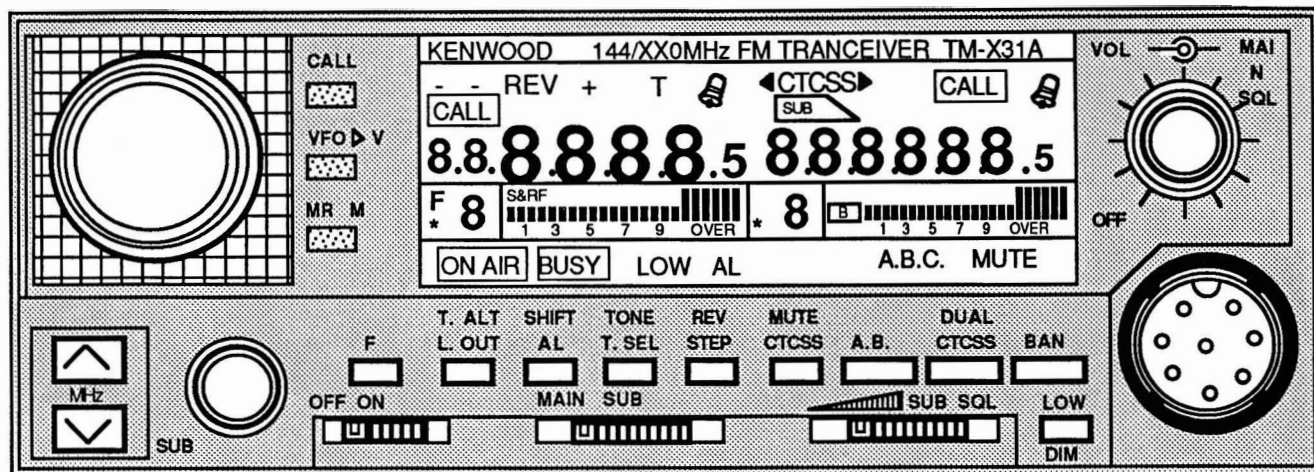 KENWOOD 144/XX0MHz FM TRANCEIVER TM-X31A
CALL
VFO ▷ V
MR M
- - REV + T ◀CTCSS▶ CALL
CALL SUB
8.8.8.8.8.8.5 8.8.8.8.8.8.5
F
* 8 S&RF
1 3 5 7 9 OVER
* 8 B
1 3 5 7 9 OVER
ON AIR BUSY LOW AL A.B.C. MUTE
VOL MAI
N
SQL
OFF
MHz
SUB
F
T. ALT SHIFT TONE REV MUTE DUAL
L. OUT AL T. SEL STEP CTCSS A.B. CTCSS BAN
OFF ON MAIN SUB SUB SQL LOW
DIM